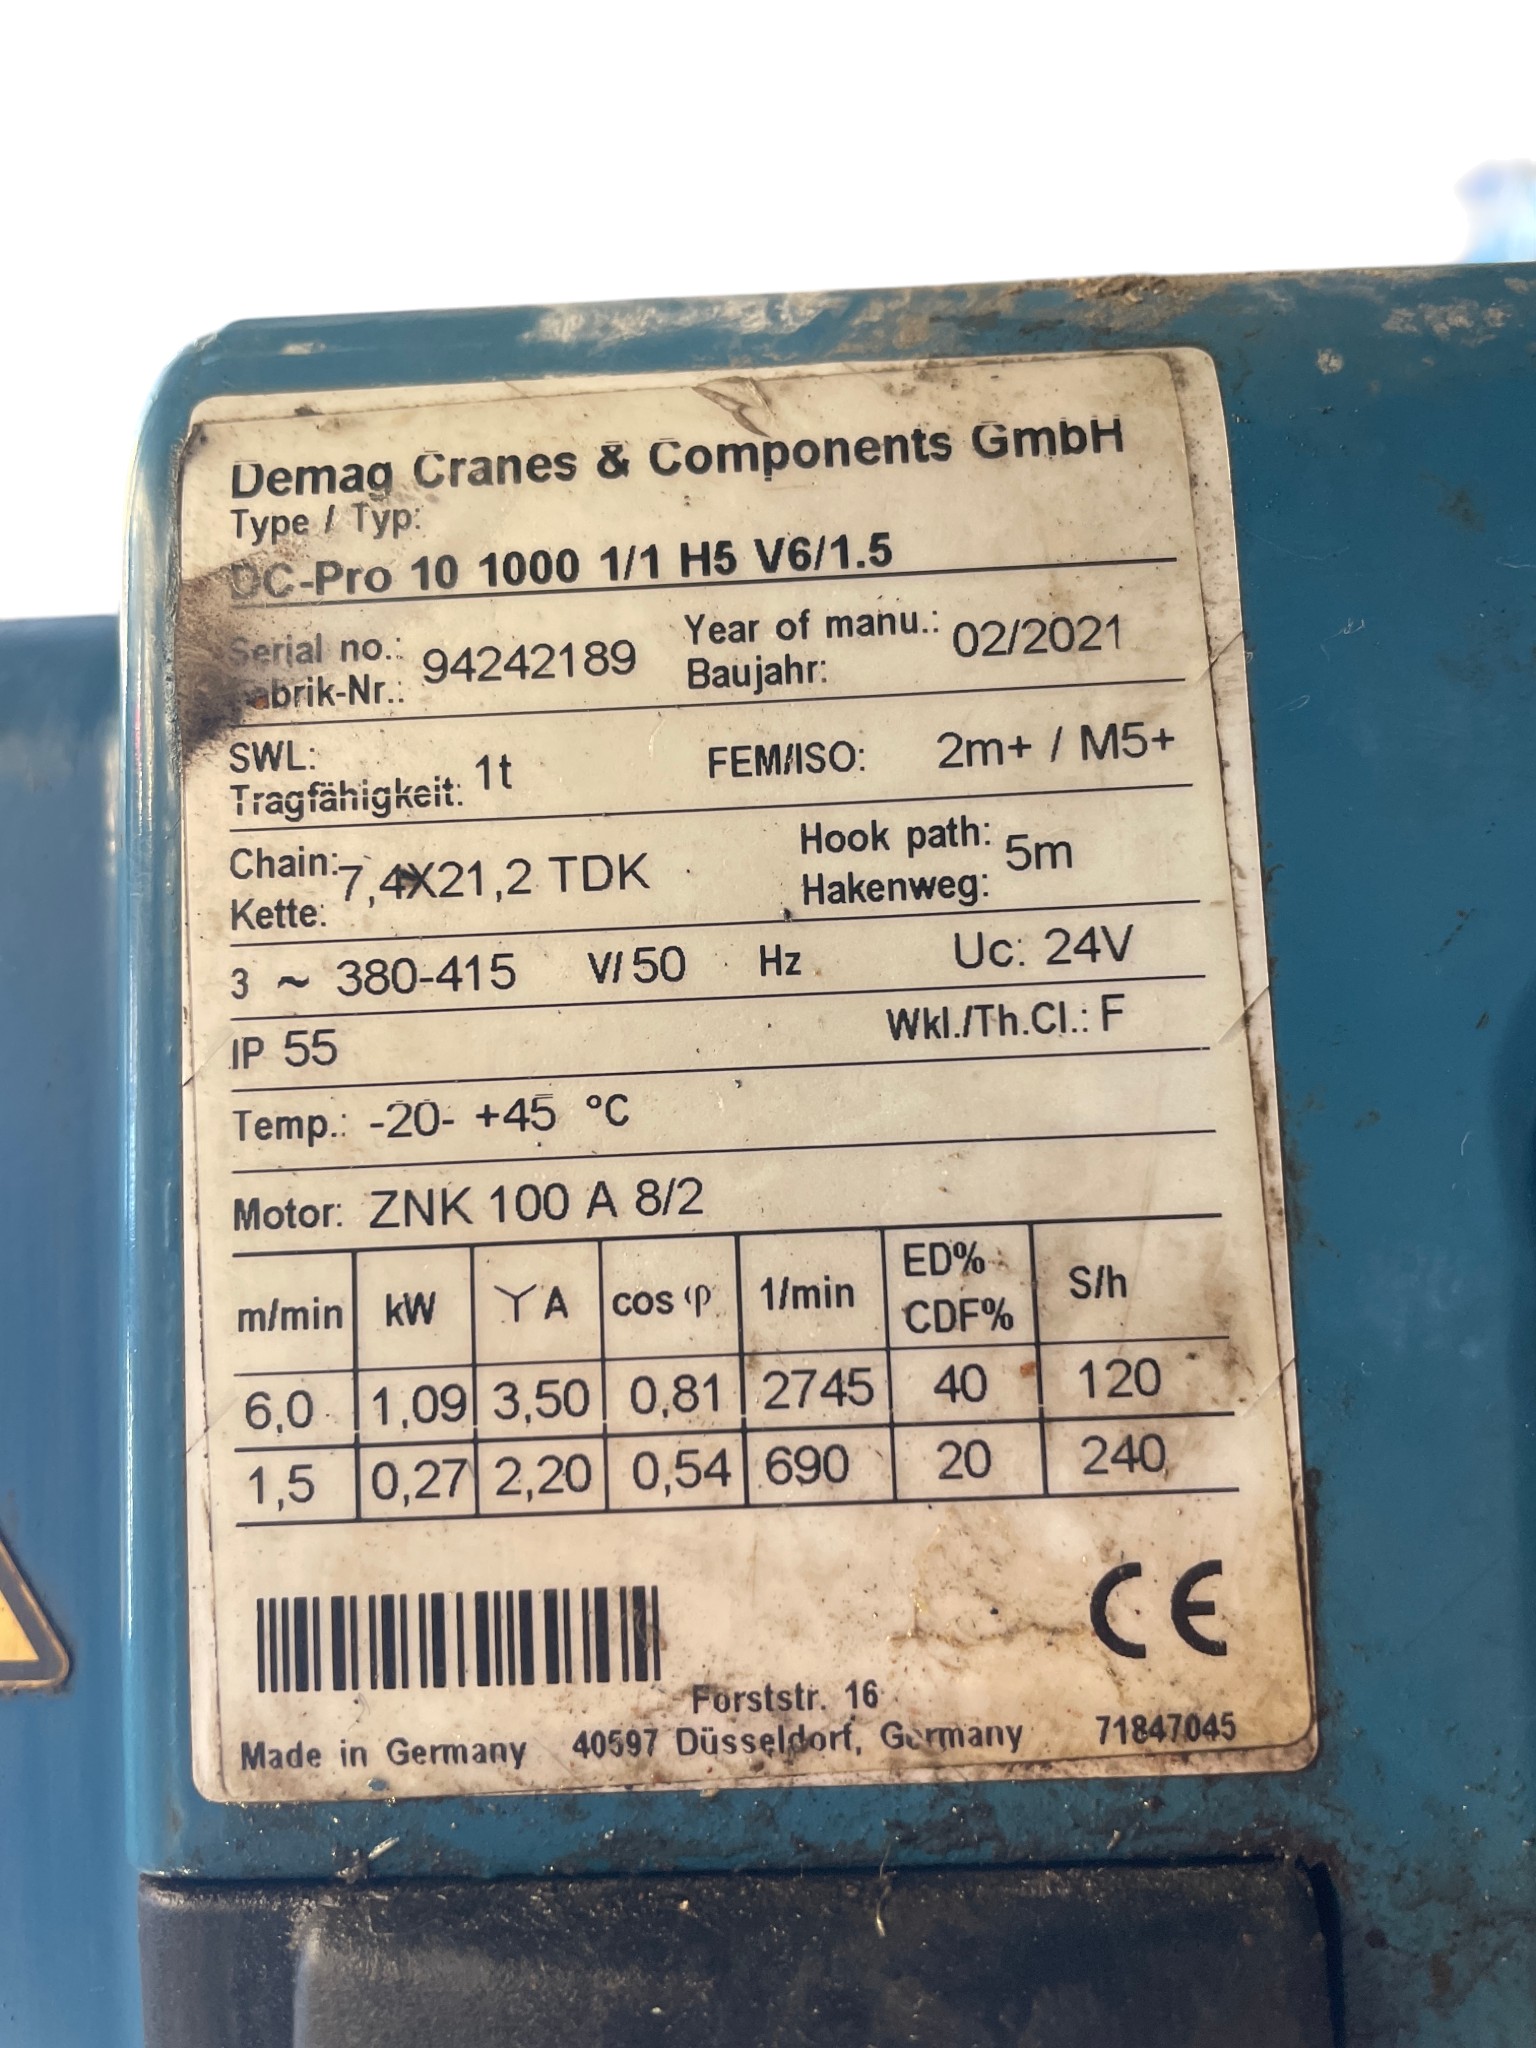 Demag Cranes & Components GmbH
Type / Typ:
DC-Pro 10 1000 1/1 H5 V6/1.5
Serial no.: 94242189 Year of manu.: 02/2021
Fabrik-Nr.: Baujahr:
SWL: 1t FEM/ISO: 2m+ / M5+
Tragfähigkeit:
Chain: 7,4X21,2 TDK Hook path: 5m
Kette: Hakenweg:
3 ~ 380-415 V/ 50 Hz Uc: 24V
IP 55 Wkl./Th.Cl.: F
Temp.: -20- +45 °C
Motor: ZNK 100 A 8/2
m/min kW Y A cos φ 1/min ED% CDF% S/h
6,0 1,09 3,50 0,81 2745 40 120
1,5 0,27 2,20 0,54 690 20 240
CE
Forststr. 16
Made in Germany 40597 Düsseldorf, Germany 71847045